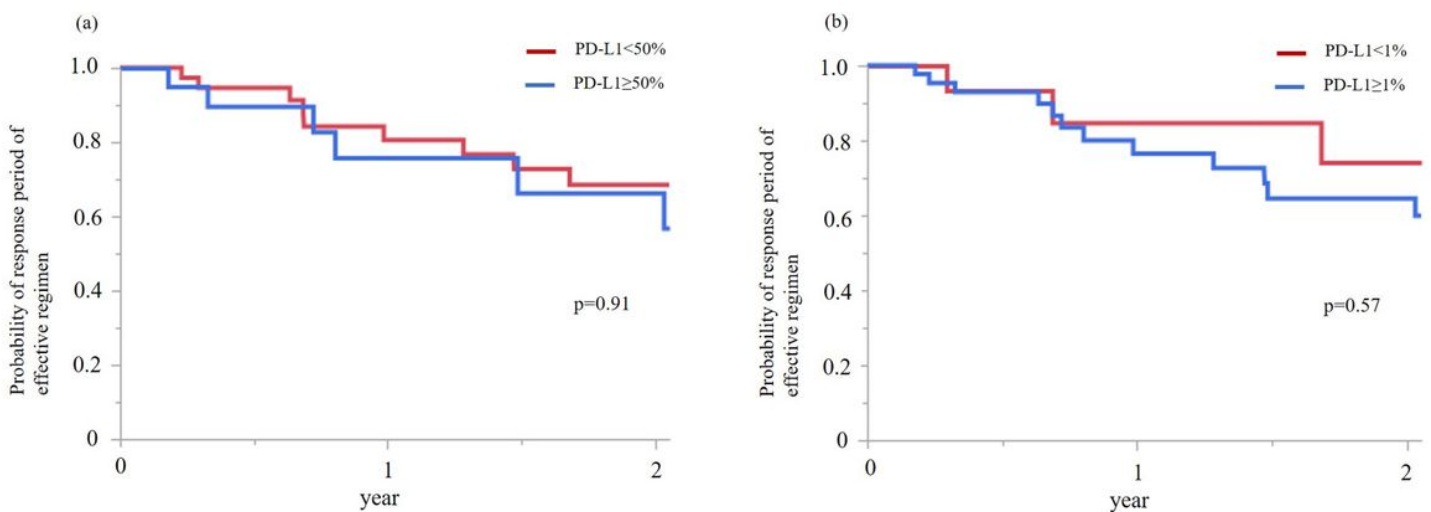 (a)
PD-L1<50%
PD-L1≥50%
1.0
0.8
0.6
0.4
0.2
0
Probability of response period of
effective regimen
p=0.91
0
1
2
year
(b)
PD-L1<1%
PD-L1≥1%
1.0
0.8
0.6
0.4
0.2
0
Probability of response period of
effective regimen
p=0.57
0
1
2
year